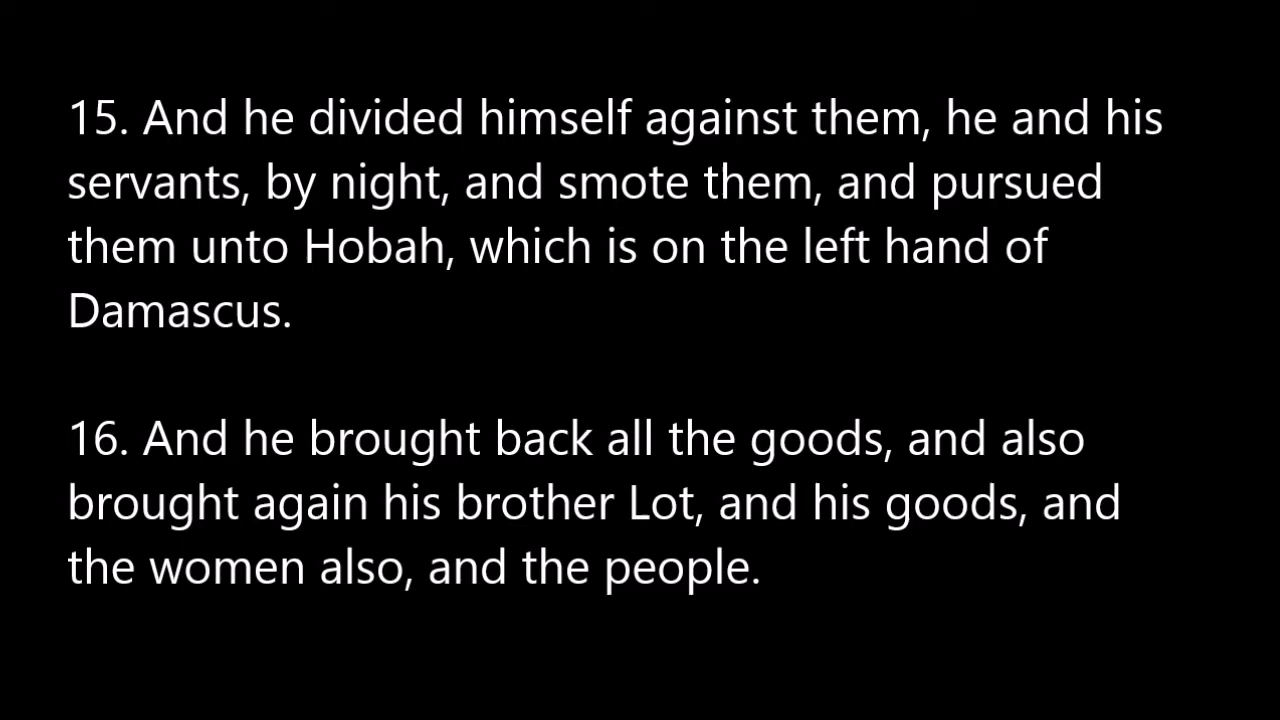 15. And he divided himself against them, he and his
servants, by night, and smote them, and pursued
them unto Hobah, which is on the left hand of
Damascus.
16. And he brought back all the goods, and also
brought again his brother Lot, and his goods, and
the women also, and the people.